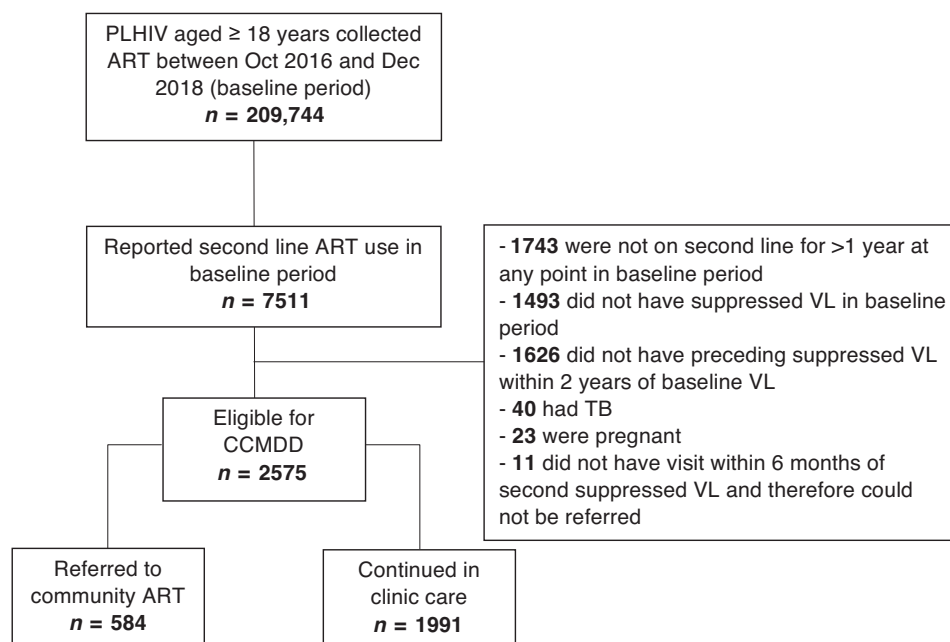 PLHIV aged ≥ 18 years collected
ART between Oct 2016 and Dec
2018 (baseline period)
n = 209,744
Reported second line ART use in
baseline period
n = 7511
- 1743 were not on second line for >1 year at
any point in baseline period
- 1493 did not have suppressed VL in baseline
period
- 1626 did not have preceding suppressed VL
within 2 years of baseline VL
- 40 had TB
- 23 were pregnant
- 11 did not have visit within 6 months of
second suppressed VL and therefore could
not be referred
Eligible for
CCMDD
n = 2575
Referred to
community ART
n = 584
Continued in
clinic care
n = 1991